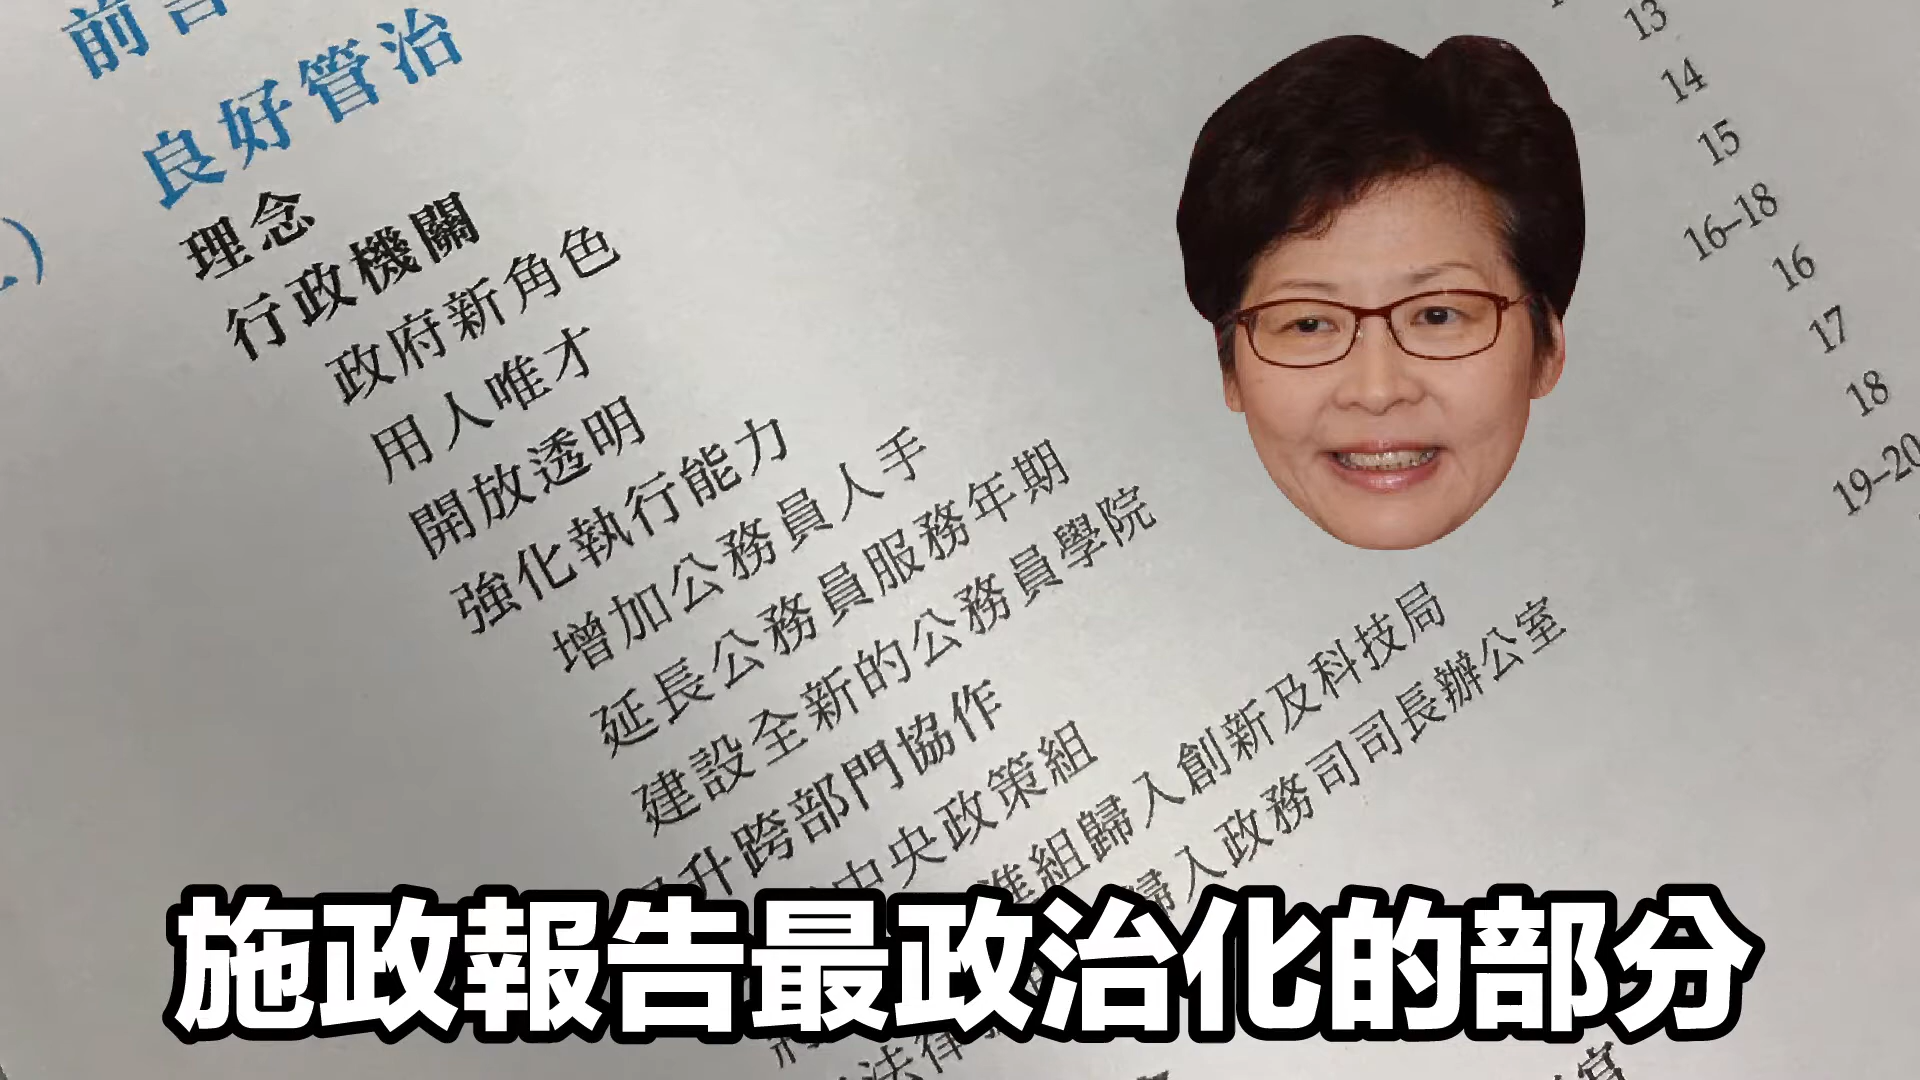 前言
良好管治
理念
行政機關
政府新角色
用人唯才
開放透明
強化執行能力
增加公務員人手
延長公務員服務年期
建設全新的公務員學院
升跨部門協作
中央政策組
進組歸入創新及科技局
歸入政務司司長辦公室
法律
13
14
15
16–18
16
17
18
19–20
施政報告最政治化的部分